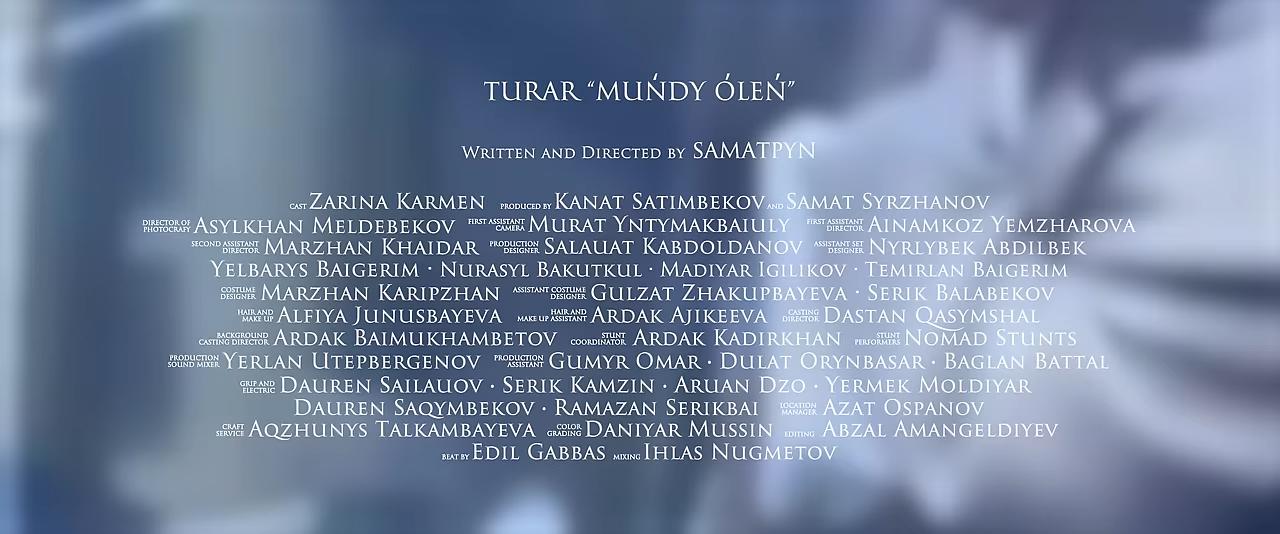 TURAR “MUŃDY ÓLEŃ”
WRITTEN AND DIRECTED BY SAMATPYN
CAST ZARINA KARMEN PRODUCED BY KANAT SATIMBEKOV AND SAMAT SYRZHANOV
DIRECTOR OF PHOTOCRAFY ASYLKHAN MELDEBEKOV FIRST ASSISTANT CAMERA MURAT YNTYMAKBAIULY FIRST ASSISTANT DIRECTOR AINAMKOZ YEMZHAROVA
SECOND ASSISTANT DIRECTOR MARZHAN KHAIDAR PRODUCTION DESIGNER SALAUAT KABDOLDANOV ASSISTANT SET DESIGNER NYRLYBEK ABDILBEK
YELBARYS BAIGERIM · NURASYL BAKUTKUL · MADIYAR IGILIKOV · TEMIRLAN BAIGERIM
COSTUME DESIGNER MARZHAN KARIPZHAN ASSISTANT COSTUME DESIGNER GULZAT ZHAKUPBAYEVA · SERIK BALABEKOV
HAIR AND MAKE UP ALFIYA JUNUSBAYEVA HAIR AND MAKE UP ASSISTANT ARDAK AJIKEEVA CASTING DIRECTOR DASTAN QASYMSHAL
BACKGROUND CASTING DIRECTOR ARDAK BAIMUKHAMBETOV STUNT COORDINATOR ARDAK KADIRKHAN STUNT PERFORMERS NOMAD STUNTS
PRODUCTION SOUND MIXER YERLAN UTEPBERGENOV PRODUCTION ASSISTANT GUMYR OMAR · DULAT ORYNBASAR · BAGLAN BATTAL
GRIP AND ELECTRIC DAUREN SAILAUOV · SERIK KAMZIN · ARUAN DZO · YERMEK MOLDIYAR
DAUREN SAQYMBEKOV · RAMAZAN SERIKBAI LOCATION MANAGER AZAT OSPANOV
CRAFT SERVICE AQZHUNYS TALKAMBAYEVA COLOR GRADING DANIYAR MUSSIN EDITING ABZAL AMANGELDIYEV
BEAT BY EDIL GABBAS MIXING IHLAS NUGMETOV